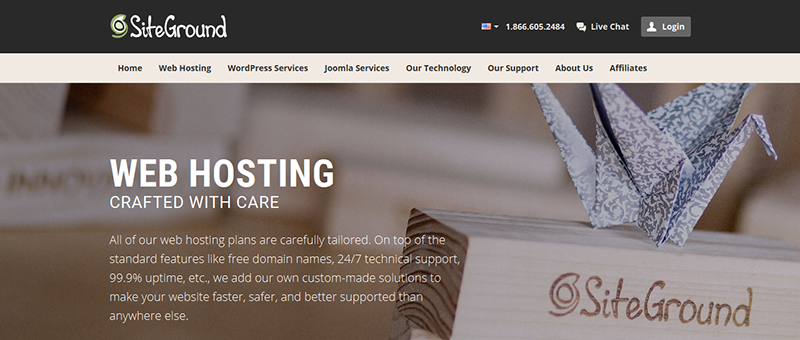 SiteGround
1.866.605.2484 Live Chat Login
Home Web Hosting WordPress Services Joomla Services Our Technology Our Support About Us Affiliates
WEB HOSTING
CRAFTED WITH CARE
All of our web hosting plans are carefully tailored. On top of the
standard features like free domain names, 24/7 technical support,
99.9% uptime, etc., we add our own custom-made solutions to
make your website faster, safer, and better supported than
anywhere else.
SiteGround